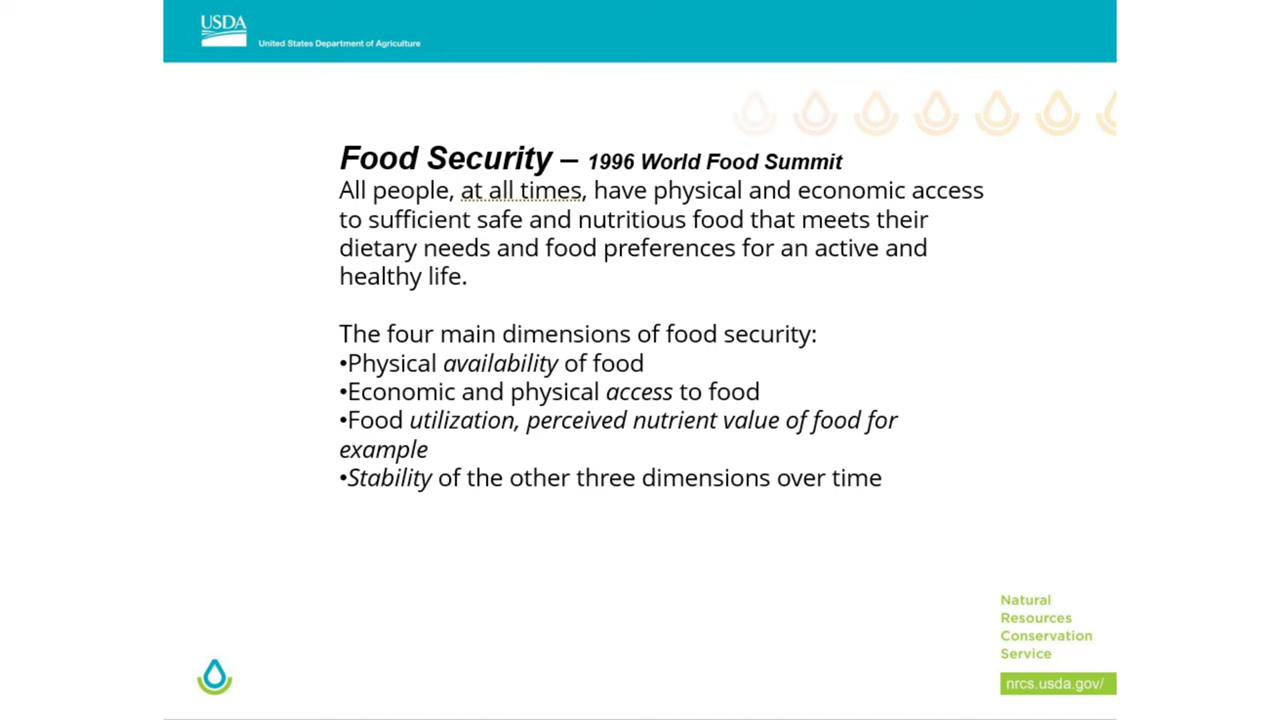 USDA
United States Department of Agriculture
Food Security – 1996 World Food Summit
All people, at all times, have physical and economic access
to sufficient safe and nutritious food that meets their
dietary needs and food preferences for an active and
healthy life.
The four main dimensions of food security:
•Physical availability of food
•Economic and physical access to food
•Food utilization, perceived nutrient value of food for
example
•Stability of the other three dimensions over time
Natural
Resources
Conservation
Service
nrcs.usda.gov/